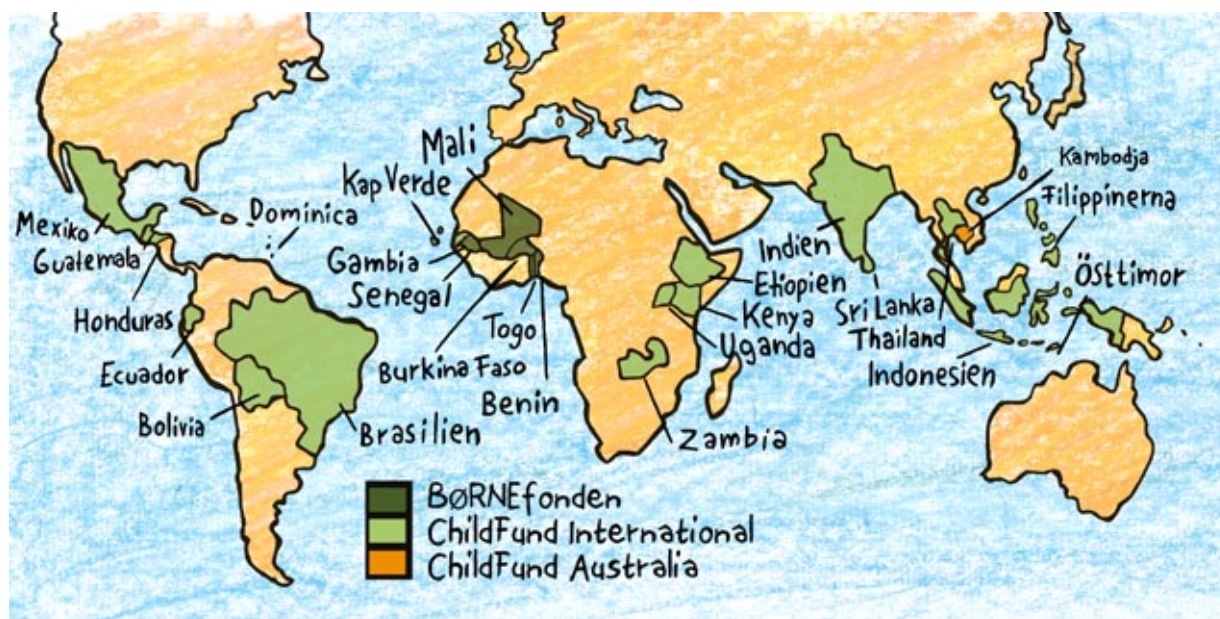 Mali
Kap Verde
Gambia
Senegal
Togo
Burkina Faso
Benin
Mexiko
Guatemala
Dominica
Honduras
Ecuador
Bolivia
Brasilien
Indien
Etiopien
Kenya
Uganda
Zambia
Kambodja
Filippinerna
Östtimor
Sri Lanka
Thailand
Indonesien
BØRNEfonden
ChildFund International
ChildFund Australia